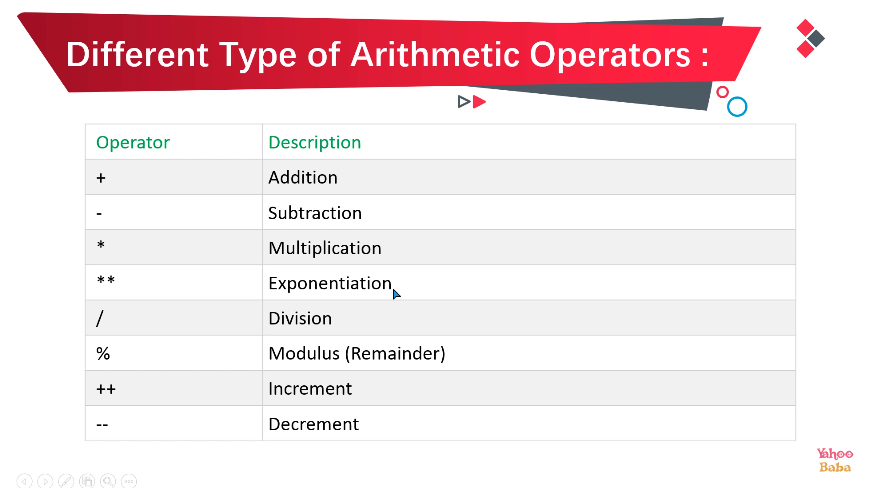 Different Type of Arithmetic Operators :
Operator Description
+ Addition
- Subtraction
* Multiplication
** Exponentiation
/ Division
% Modulus (Remainder)
++ Increment
-- Decrement
Yahoo
Baba